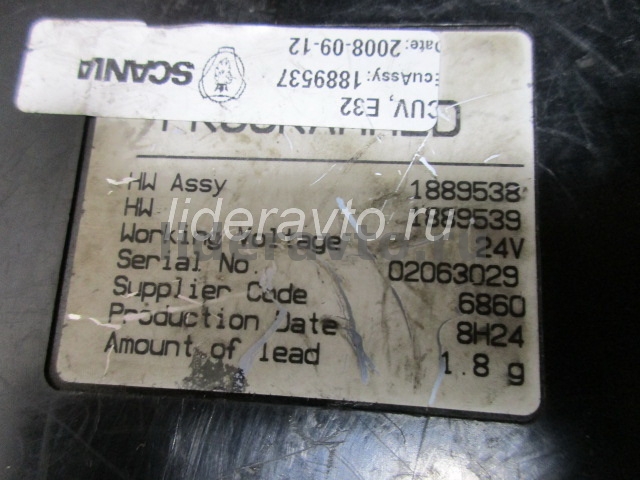 SCANIA
CUV, E32
EcuAssy: 1889537
Date: 2008-09-12
HW Assy 1889538
HW 1889539
Working Voltage 24V
Serial No. 02063029
Supplier Code 6860
Production Date 8H24
Amount of lead 1.8 g
lideravto.ru